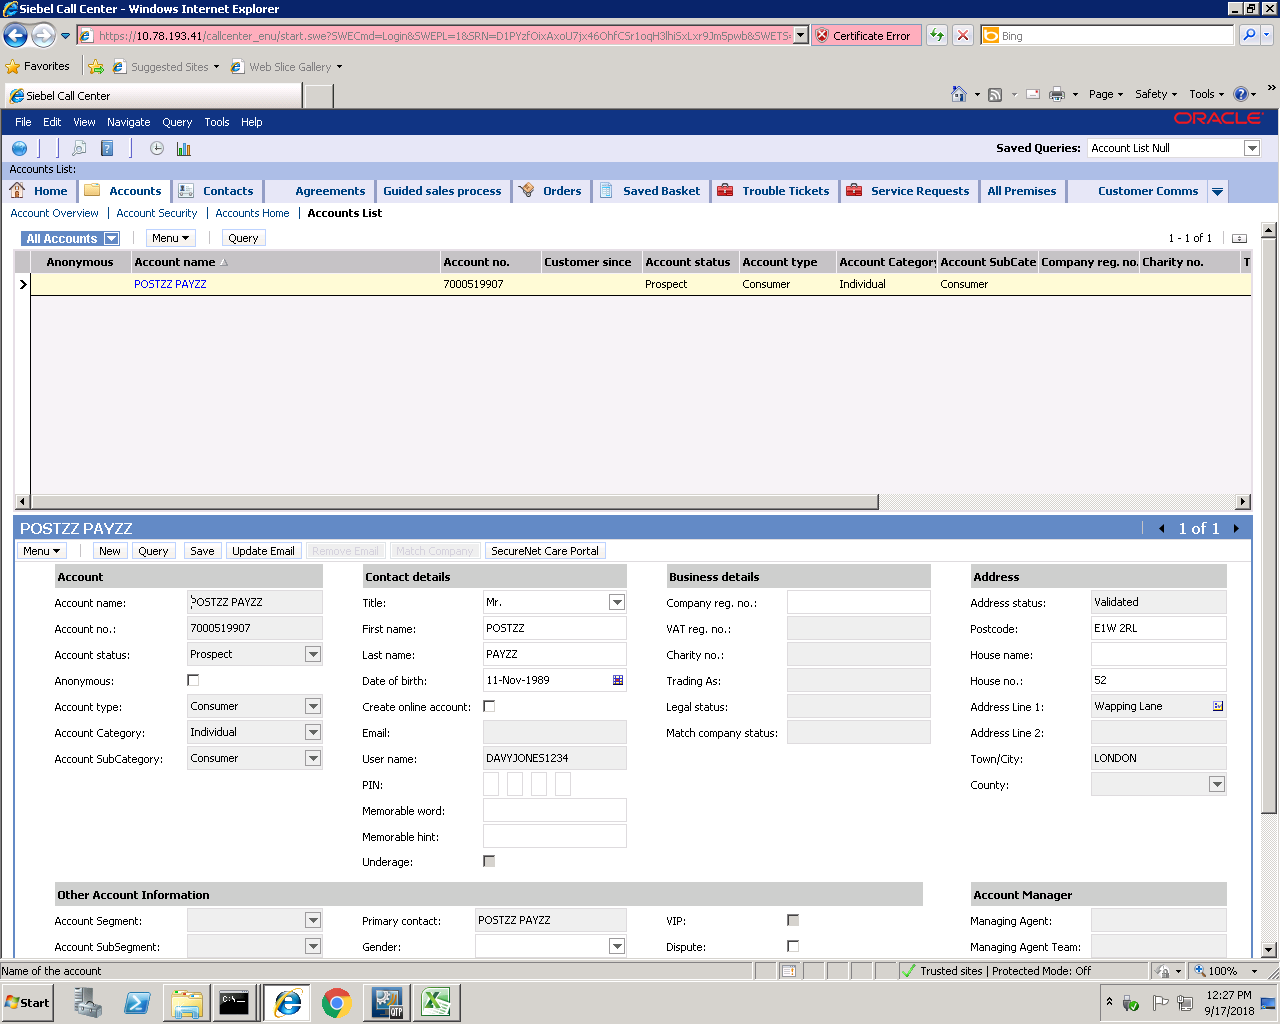 Siebel Call Center - Windows Internet Explorer
https://10.78.193.41/callcenter_enu/start.swe?SWECmd=Login&SWEPL=1&SRN=D1PYzfOixAxoU7jx46OhfCSr1oqH3lhiSxLxr9Jm5pwb&SWETS=
Certificate Error
Bing
Favorites
Suggested Sites
Web Slice Gallery
Siebel Call Center
Page Safety Tools
File Edit View Navigate Query Tools Help
ORACLE
Saved Queries: Account List Null
Accounts List:
Home Accounts Contacts Agreements Guided sales process Orders Saved Basket Trouble Tickets Service Requests All Premises Customer Comms
Account Overview | Account Security | Accounts Home | Accounts List
All Accounts Menu Query 1 - 1 of 1
Anonymous Account name Account no. Customer since Account status Account type Account Category Account SubCate Company reg. no. Charity no. T
POSTZZ PAYZZ 7000519907 Prospect Consumer Individual Consumer
POSTZZ PAYZZ 1 of 1
Menu New Query Save Update Email Remove Email Match Company SecureNet Care Portal
Account Contact details Business details Address
Account name: POSTZZ PAYZZ Title: Mr. Company reg. no.: Address status: Validated
Account no.: 7000519907 First name: POSTZZ VAT reg. no.: Postcode: E1W 2RL
Account status: Prospect Last name: PAYZZ Charity no.: House name:
Anonymous: Date of birth: 11-Nov-1989 Trading As: House no.: 52
Account type: Consumer Create online account: Legal status: Address Line 1: Wapping Lane
Account Category: Individual Email: Match company status: Address Line 2:
Account SubCategory: Consumer User name: DAVYJONES1234 Town/City: LONDON
PIN: County:
Memorable word:
Memorable hint:
Underage:
Other Account Information Account Manager
Account Segment: Primary contact: POSTZZ PAYZZ VIP: Managing Agent:
Account SubSegment: Gender: Dispute: Managing Agent Team:
Name of the account Trusted sites | Protected Mode: Off 100%
Start
C:\
QTP
12:27 PM
9/17/2018